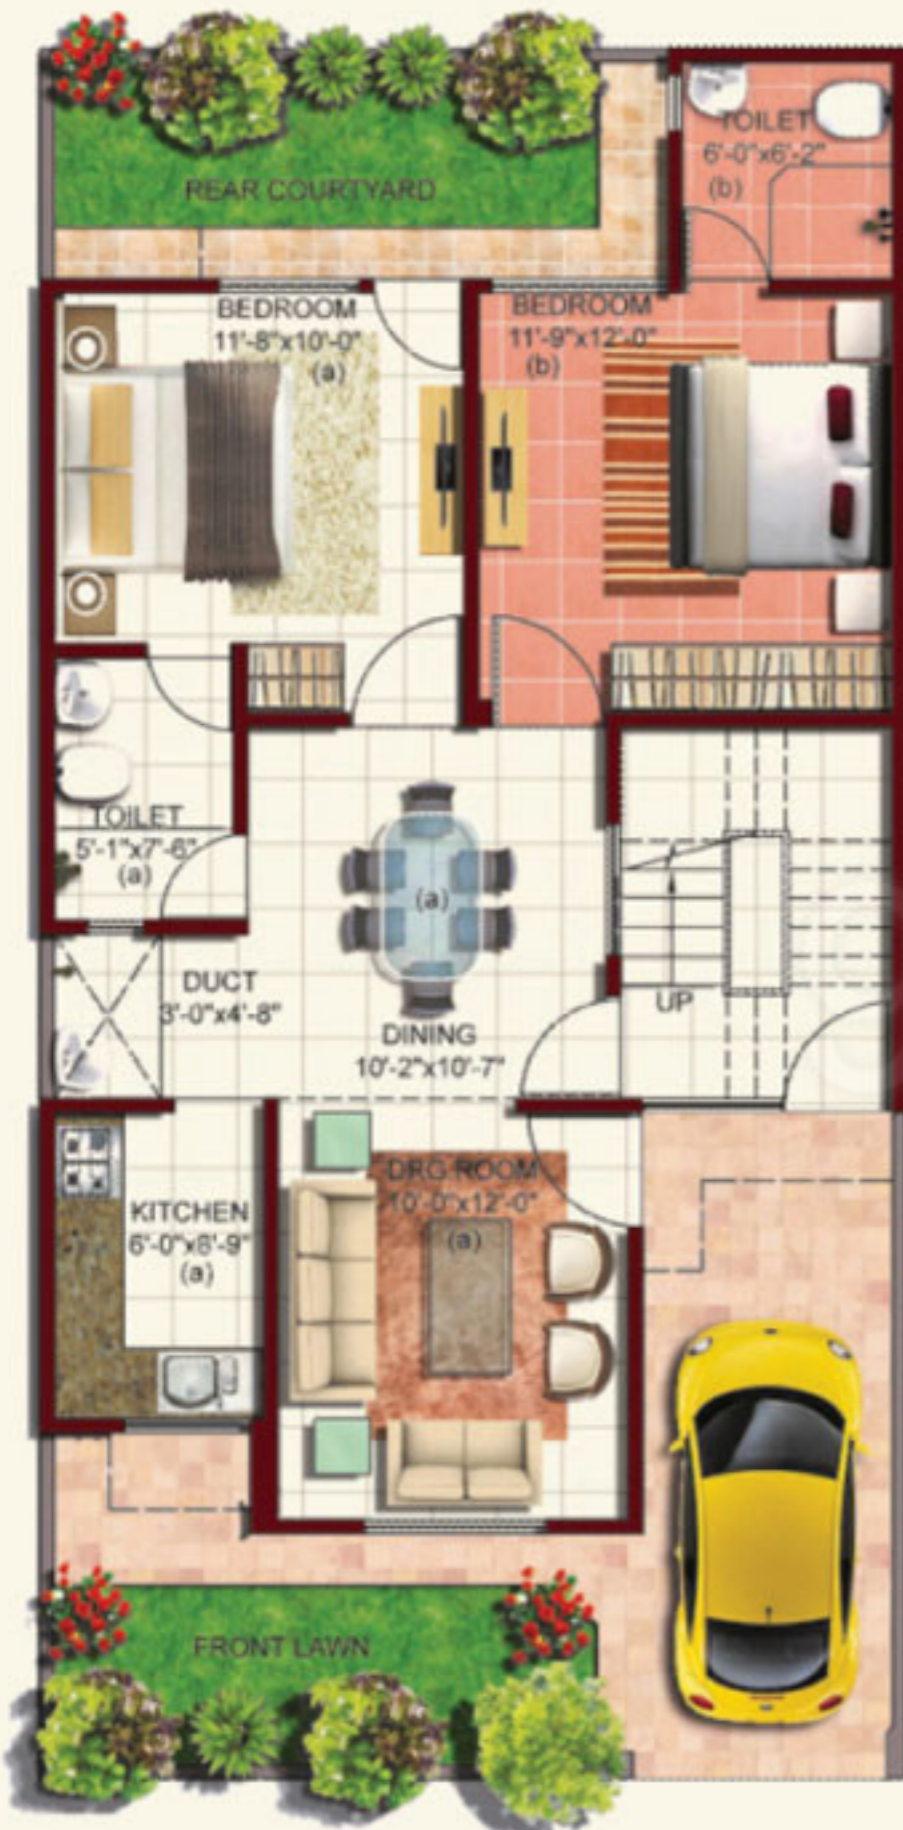 TOILET
6'-0"x6'-2"
(b)
REAR COURTYARD
BEDROOM
11'-8"x10'-0"
(a)
BEDROOM
11'-9"x12'-0"
(b)
TOILET
5'-1"x7'-6"
(a)
(a)
DUCT
3'-0"x4'-8"
UP
DINING
10'-2"x10'-7"
DRG ROOM
10'-0"x12'-0"
(a)
KITCHEN
6'-0"x8'-9"
(a)
FRONT LAWN